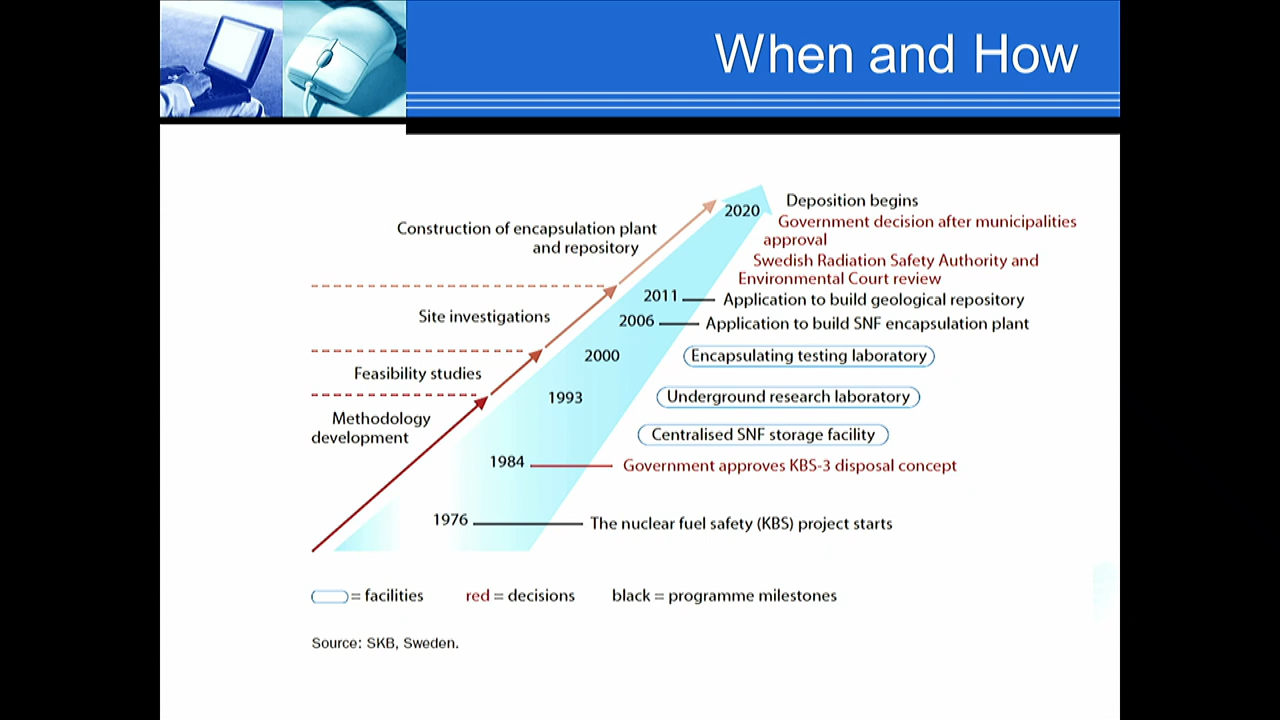 When and How
2020
Deposition begins
Government decision after municipalities
approval
Construction of encapsulation plant
and repository
Swedish Radiation Safety Authority and
Environmental Court review
2011
Application to build geological repository
Site investigations
2006
Application to build SNF encapsulation plant
2000
Encapsulating testing laboratory
Feasibility studies
1993
Underground research laboratory
Methodology
development
Centralised SNF storage facility
1984
Government approves KBS-3 disposal concept
1976
The nuclear fuel safety (KBS) project starts
= facilities
red = decisions
black = programme milestones
Source: SKB, Sweden.